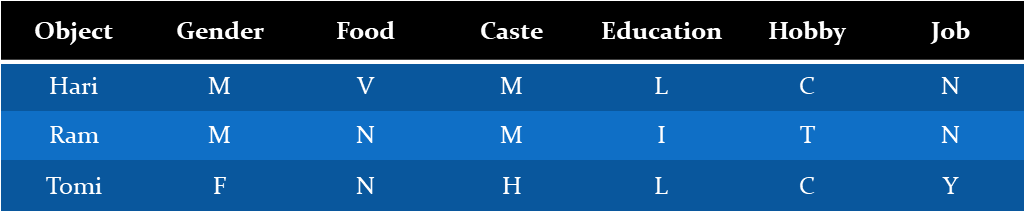 Object Gender Food Caste Education Hobby Job
Hari M V M L C N
Ram M N M I T N
Tomi F N H L C Y